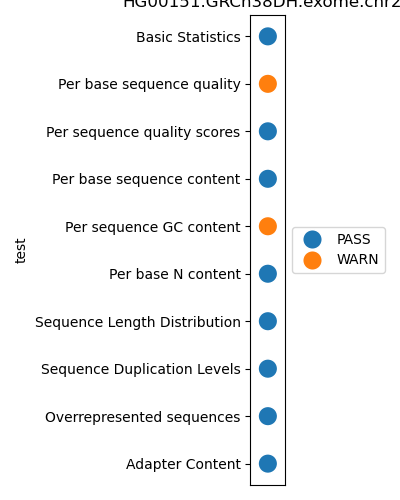 HG00151.GRCh38DH.exome.chr2
Basic Statistics
Per base sequence quality
Per sequence quality scores
Per base sequence content
Per sequence GC content
Per base N content
Sequence Length Distribution
Sequence Duplication Levels
Overrepresented sequences
Adapter Content
test
PASS
WARN